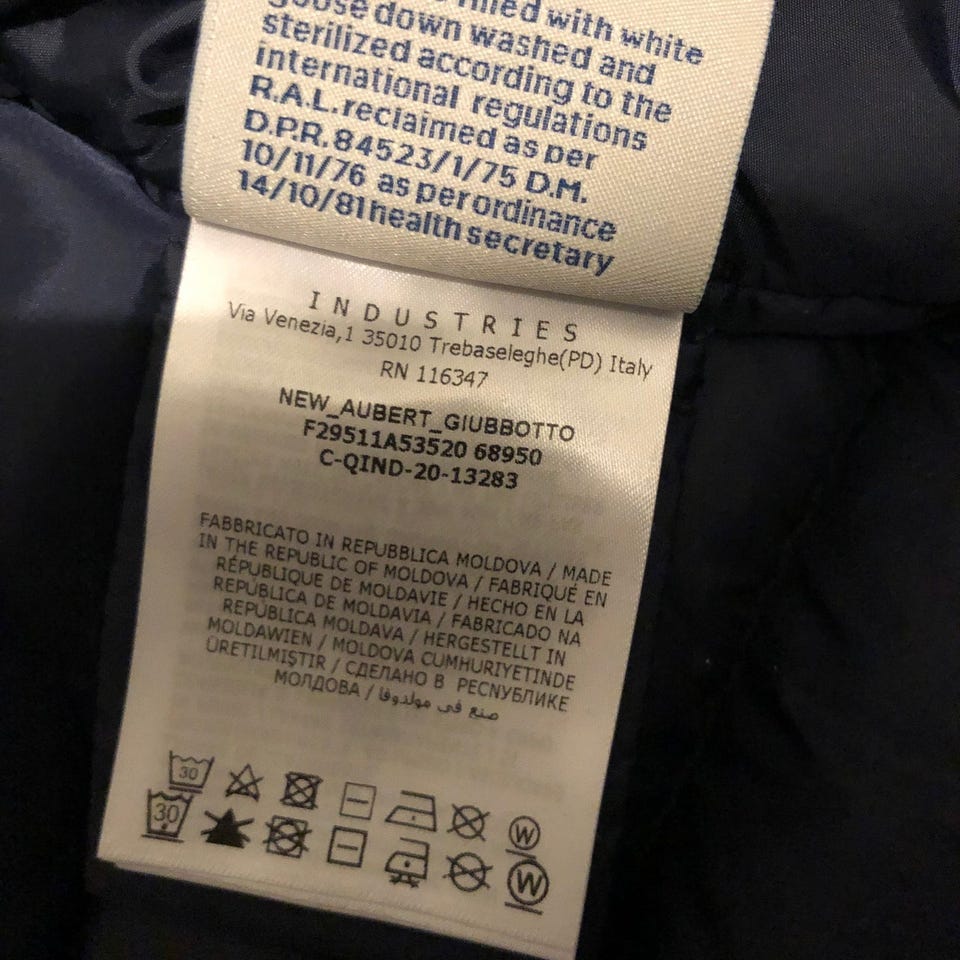 filled with white
goose down washed and
sterilized according to the
international regulations
R.A.L.reclaimed as per
D.P.R.84523/1/75 D.M.
10/11/76 as per ordinance
14/10/81 health secretary
INDUSTRIES
Via Venezia,1 35010 Trebaseleghe(PD) Italy
RN 116347
NEW_AUBERT_GIUBBOTTO
F29511A53520 68950
C-QIND-20-13283
FABBRICATO IN REPUBBLICA MOLDOVA / MADE
IN THE REPUBLIC OF MOLDOVA / FABRIQUÉ EN
RÉPUBLIQUE DE MOLDAVIE / HECHO EN LA
REPÚBLICA DE MOLDAVIA / FABRICADO NA
REPÚBLICA MOLDAVA / HERGESTELLT IN
MOLDAWIEN / MOLDOVA CUMHURIYETINDE
ÜRETILMIŞTIR / СДЕЛАНО В РЕСПУБЛИКЕ
МОЛДОВА / صنع في مولدوفا
30 W
30 W